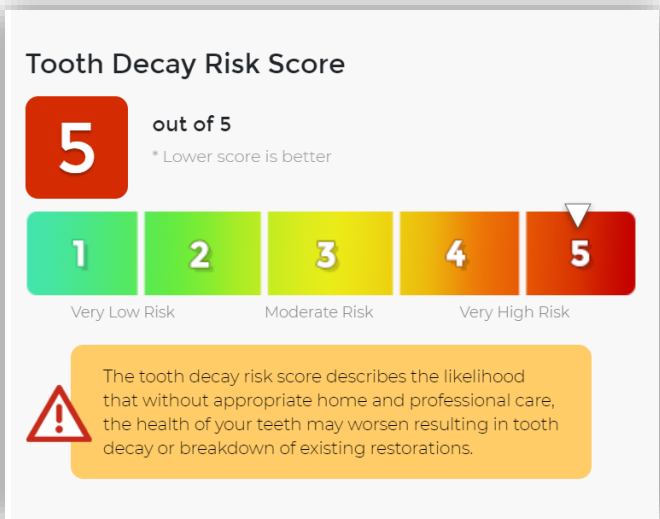 Tooth Decay Risk Score
5
out of 5
* Lower score is better
1 2 3 4 5
Very Low Risk Moderate Risk Very High Risk
The tooth decay risk score describes the likelihood
that without appropriate home and professional care,
the health of your teeth may worsen resulting in tooth
decay or breakdown of existing restorations.